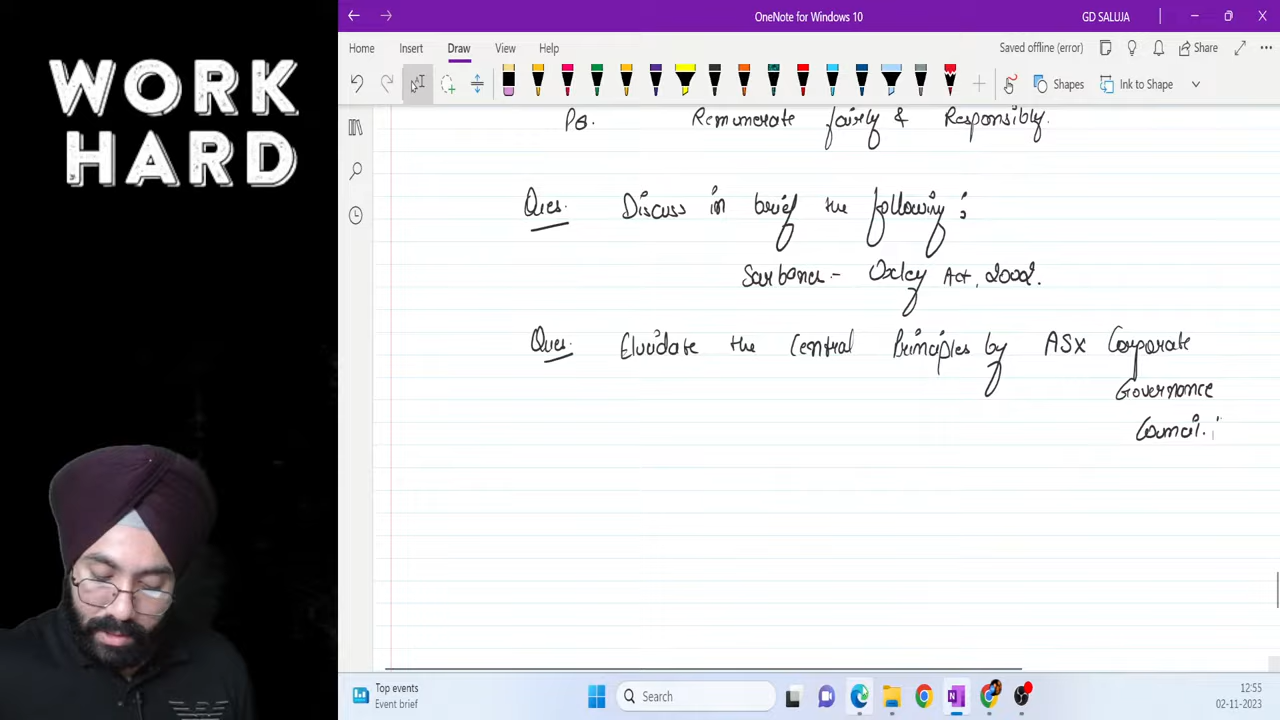 WORK
HARD
OneNote for Windows 10
GD SALUJA
Home Insert Draw View Help
Saved offline (error)
Share
Shapes
Ink to Shape
P8. Remunerate fairly & Responsibly.
Ques. Discuss in brief the following :
Sarbanes - Oxley Act, 2002.
Ques. Elucidate the Central Principles by ASX Corporate
Governance
Council.
Top events
Event brief
Search
12:55
02-11-2023